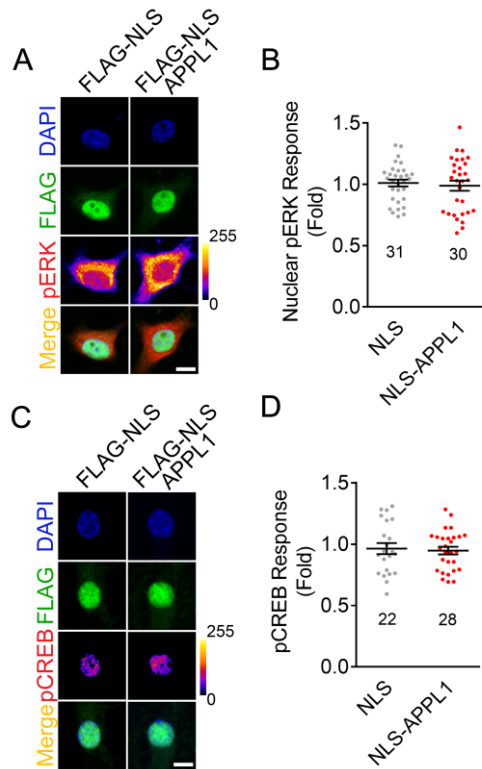 A
FLAG-NLS
FLAG-NLS
APPL1
DAPI
FLAG
pERK
Merge
255
0
B
Nuclear pERK Response
(Fold)
1.5
1.0
0.5
0.0
31
30
NLS
NLS-APPL1
C
FLAG-NLS
FLAG-NLS
APPL1
DAPI
FLAG
pCREB
Merge
255
0
D
pCREB Response
(Fold)
1.5
1.0
0.5
0.0
22
28
NLS
NLS-APPL1